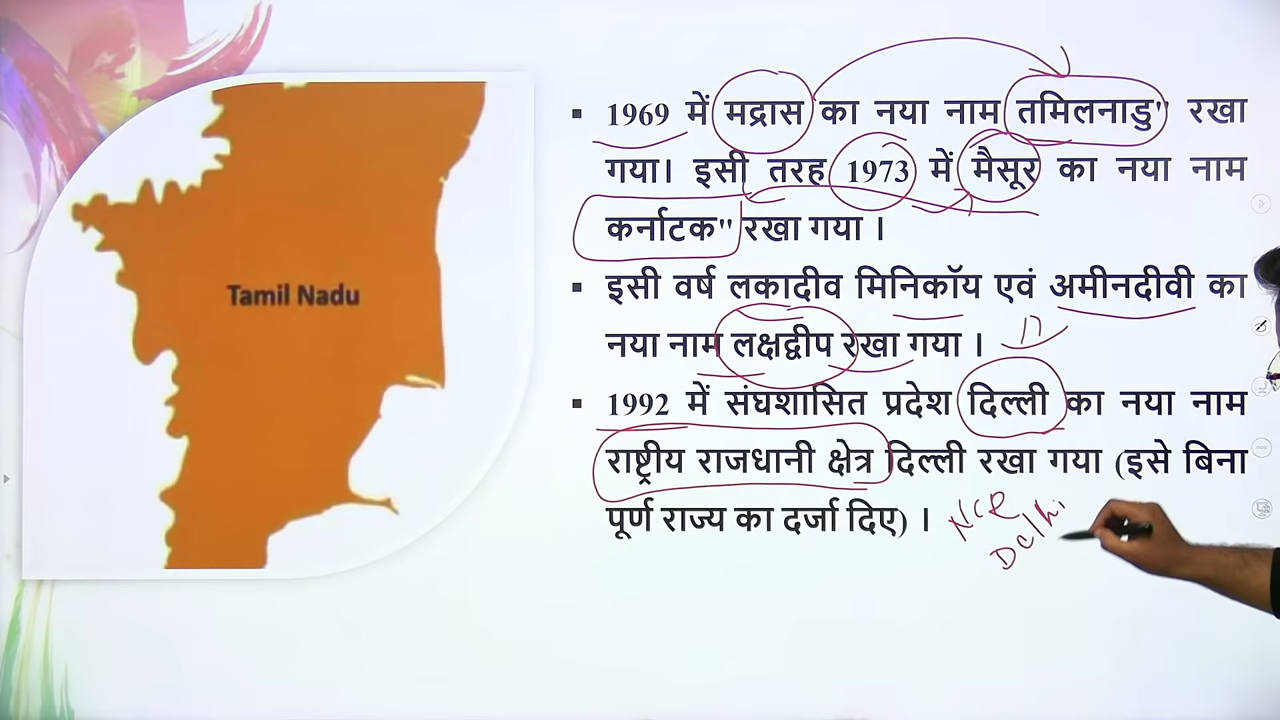 Tamil Nadu
▪ 1969 में मद्रास का नया नाम तमिलनाडु" रखा
गया। इसी तरह 1973 में मैसूर का नया नाम
कर्नाटक" रखा गया ।
▪ इसी वर्ष लकादीव मिनिकॉय एवं अमीनदीवी का
नया नाम लक्षद्वीप रखा गया ।
▪ 1992 में संघशासित प्रदेश दिल्ली का नया नाम
राष्ट्रीय राजधानी क्षेत्र दिल्ली रखा गया (इसे बिना
पूर्ण राज्य का दर्जा दिए) ।
NCR
Delhi